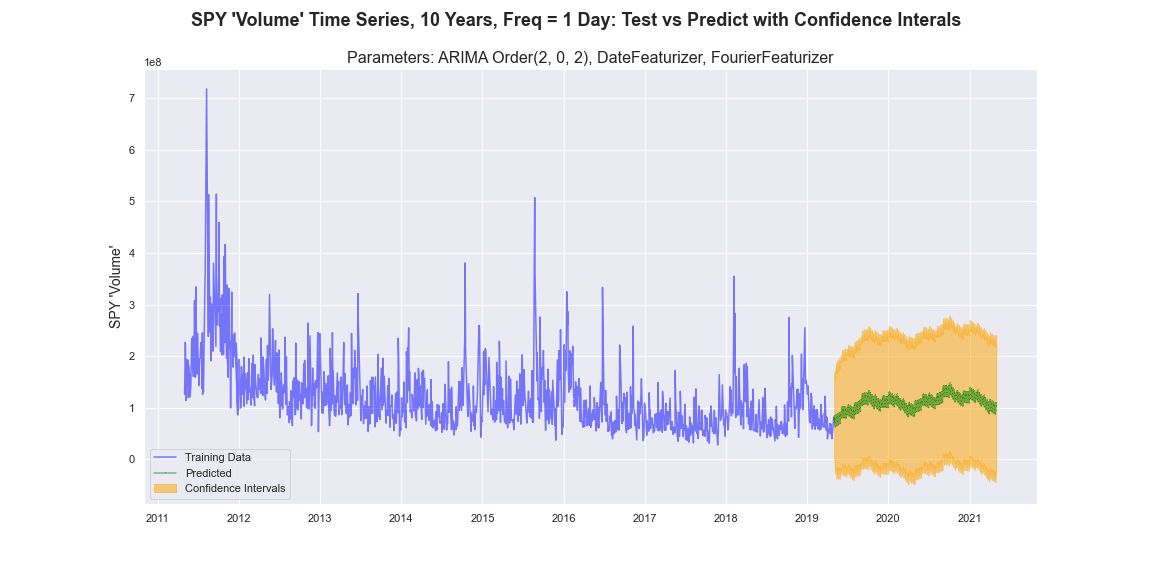 SPY 'Volume' Time Series, 10 Years, Freq = 1 Day: Test vs Predict with Confidence Interals
Parameters: ARIMA Order(2, 0, 2), DateFeaturizer, FourierFeaturizer
1e8
7
6
5
4
3
2
1
0
SPY 'Volume'
Training Data
Predicted
Confidence Intervals
2011 2012 2013 2014 2015 2016 2017 2018 2019 2020 2021